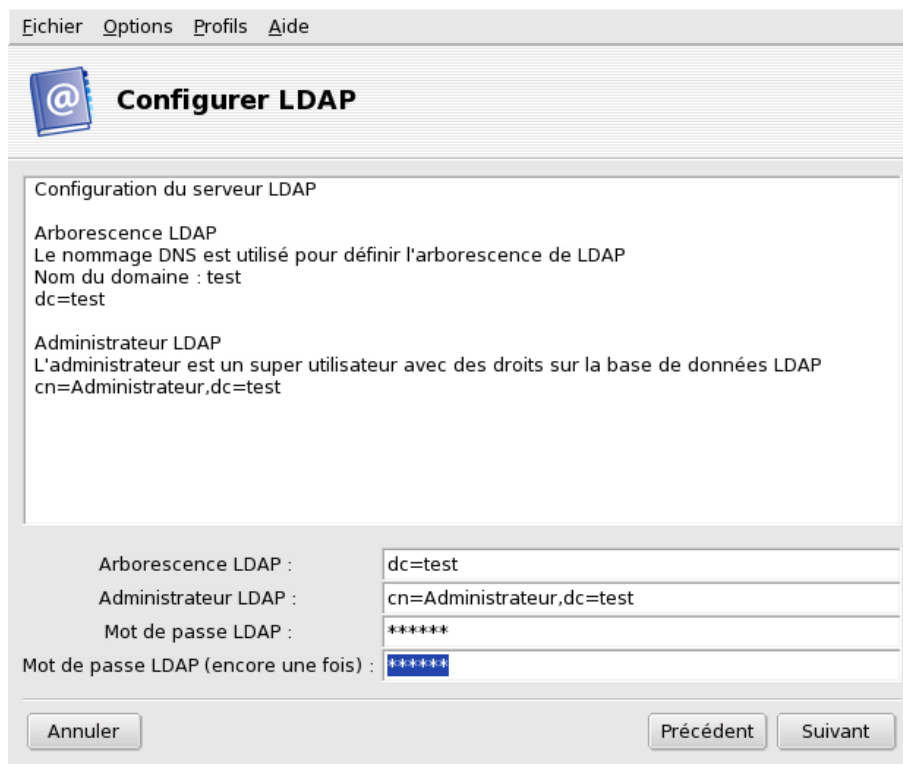 Fichier Options Profils Aide
@
Configurer LDAP
Configuration du serveur LDAP
Arborescence LDAP
Le nommage DNS est utilisé pour définir l'arborescence de LDAP
Nom du domaine : test
dc=test
Administrateur LDAP
L'administrateur est un super utilisateur avec des droits sur la base de données LDAP
cn=Administrateur,dc=test
Arborescence LDAP : dc=test
Administrateur LDAP : cn=Administrateur,dc=test
Mot de passe LDAP : ******
Mot de passe LDAP (encore une fois) : ******
Annuler Précédent Suivant